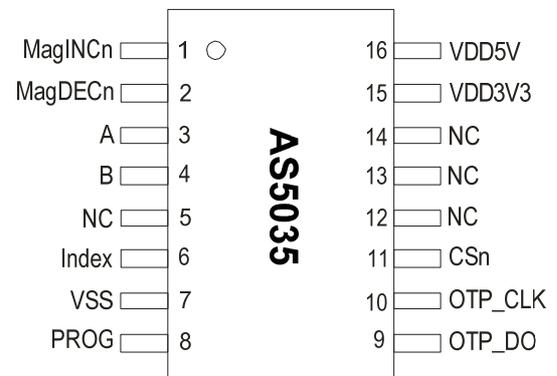 MagINCn 1 16 VDD5V
MagDECn 2 15 VDD3V3
A 3 14 NC
B 4 13 NC
NC 5 12 NC
Index 6 11 CSn
VSS 7 10 OTP_CLK
PROG 8 9 OTP_DO
AS5035